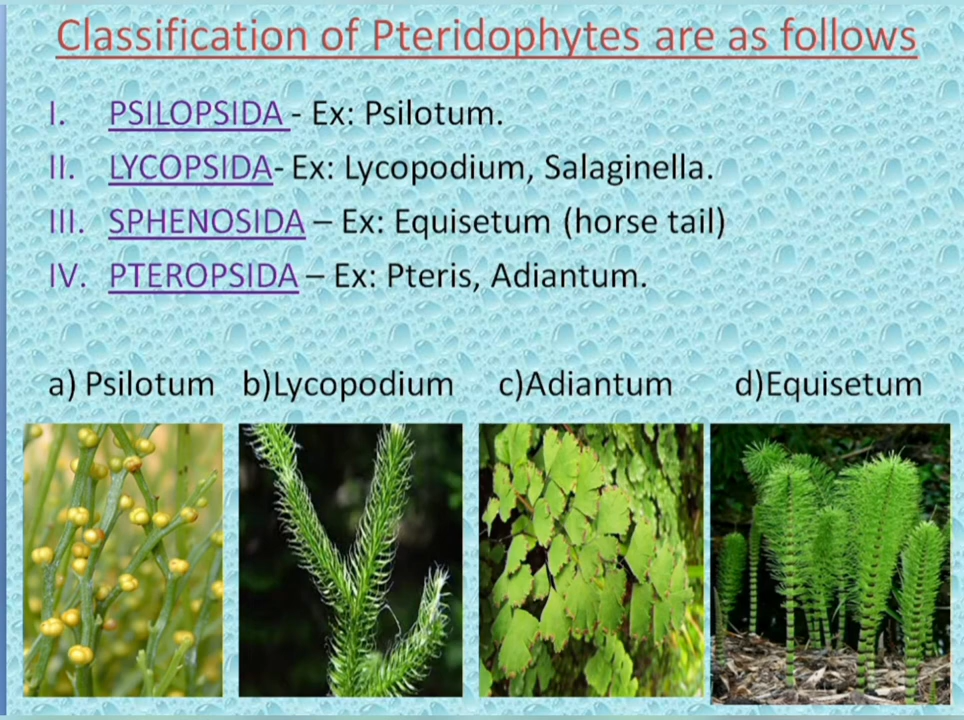 Classification of Pteridophytes are as follows
I. PSILOPSIDA - Ex: Psilotum.
II. LYCOPSIDA- Ex: Lycopodium, Salaginella.
III. SPHENOSIDA – Ex: Equisetum (horse tail)
IV. PTEROPSIDA – Ex: Pteris, Adiantum.
a) Psilotum b)Lycopodium c)Adiantum d)Equisetum